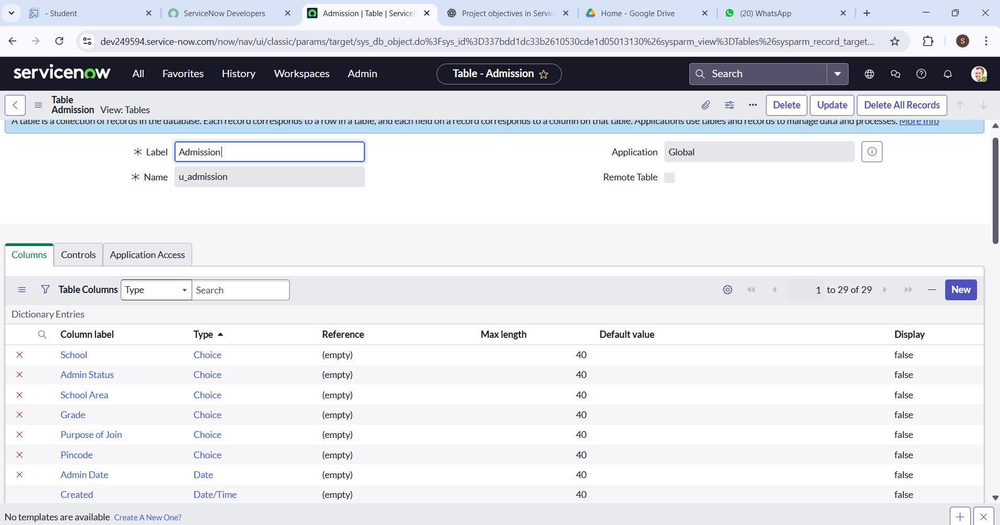 - Student
ServiceNow Developers
Admission | Table | ServiceN
Project objectives in Servic
Home - Google Drive
(20) WhatsApp
dev249594.service-now.com/now/nav/ui/classic/params/target/sys_db_object.do%3Fsys_id%3D337bdd1dc33b2610530cde1d05013130%26sysparm_view%3DTables%26sysparm_record_target...
S
servicenow All Favorites History Workspaces Admin Table - Admission Search
Table
Admission View: Tables
Delete Update Delete All Records
A table is a collection of records in the database. Each record corresponds to a row in a table, and each field on a record corresponds to a column on that table. Applications use tables and records to manage data and processes. More Info
Label Admission Application Global
Name u_admission Remote Table
Columns Controls Application Access
Table Columns Type Search 1 to 29 of 29 New
Dictionary Entries
Column label Type Reference Max length Default value Display
School Choice (empty) 40 false
Admin Status Choice (empty) 40 false
School Area Choice (empty) 40 false
Grade Choice (empty) 40 false
Purpose of Join Choice (empty) 40 false
Pincode Choice (empty) 40 false
Admin Date Date (empty) 40 false
Created Date/Time (empty) 40 false
No templates are available Create A New One?